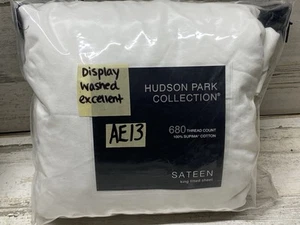 Display
washed
excellent
AE13
HUDSON PARK
COLLECTION®
680 THREAD COUNT
100% SUPIMA® COTTON
SATEEN
king fitted sheet